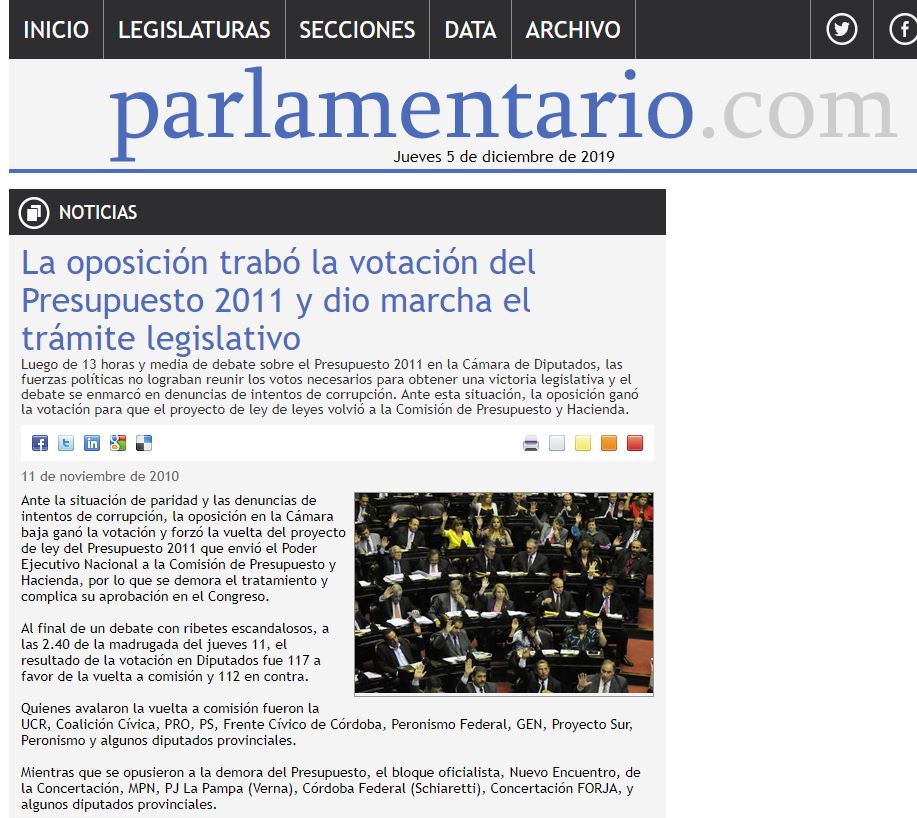 INICIO LEGISLATURAS SECCIONES DATA ARCHIVO
parlamentario.com
Jueves 5 de diciembre de 2019
NOTICIAS
La oposición trabó la votación del
Presupuesto 2011 y dio marcha el
trámite legislativo
Luego de 13 horas y media de debate sobre el Presupuesto 2011 en la Cámara de Diputados, las
fuerzas políticas no lograban reunir los votos necesarios para obtener una victoria legislativa y el
debate se enmarcó en denuncias de intentos de corrupción. Ante esta situación, la oposición ganó
la votación para que el proyecto de ley de leyes volvió a la Comisión de Presupuesto y Hacienda.
11 de noviembre de 2010
Ante la situación de paridad y las denuncias de
intentos de corrupción, la oposición en la Cámara
baja ganó la votación y forzó la vuelta del proyecto
de ley del Presupuesto 2011 que envió el Poder
Ejecutivo Nacional a la Comisión de Presupuesto y
Hacienda, por lo que se demora el tratamiento y
complica su aprobación en el Congreso.
Al final de un debate con ribetes escandalosos, a
las 2.40 de la madrugada del jueves 11, el
resultado de la votación en Diputados fue 117 a
favor de la vuelta a comisión y 112 en contra.
Quienes avalaron la vuelta a comisión fueron la
UCR, Coalición Cívica, PRO, PS, Frente Cívico de Córdoba, Peronismo Federal, GEN, Proyecto Sur,
Peronismo y algunos diputados provinciales.
Mientras que se opusieron a la demora del Presupuesto, el bloque oficialista, Nuevo Encuentro, de
la Concertación, MPN, PJ La Pampa (Verna), Córdoba Federal (Schiaretti), Concertación FORJA, y
algunos diputados provinciales.